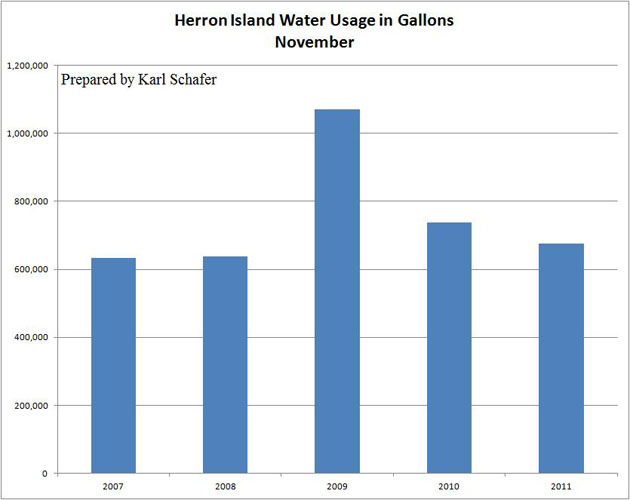 Herron Island Water Usage in Gallons
November
1,200,000
Prepared by Karl Schafer
1,000,000
800,000
600,000
400,000
200,000
0
2007 2008 2009 2010 2011